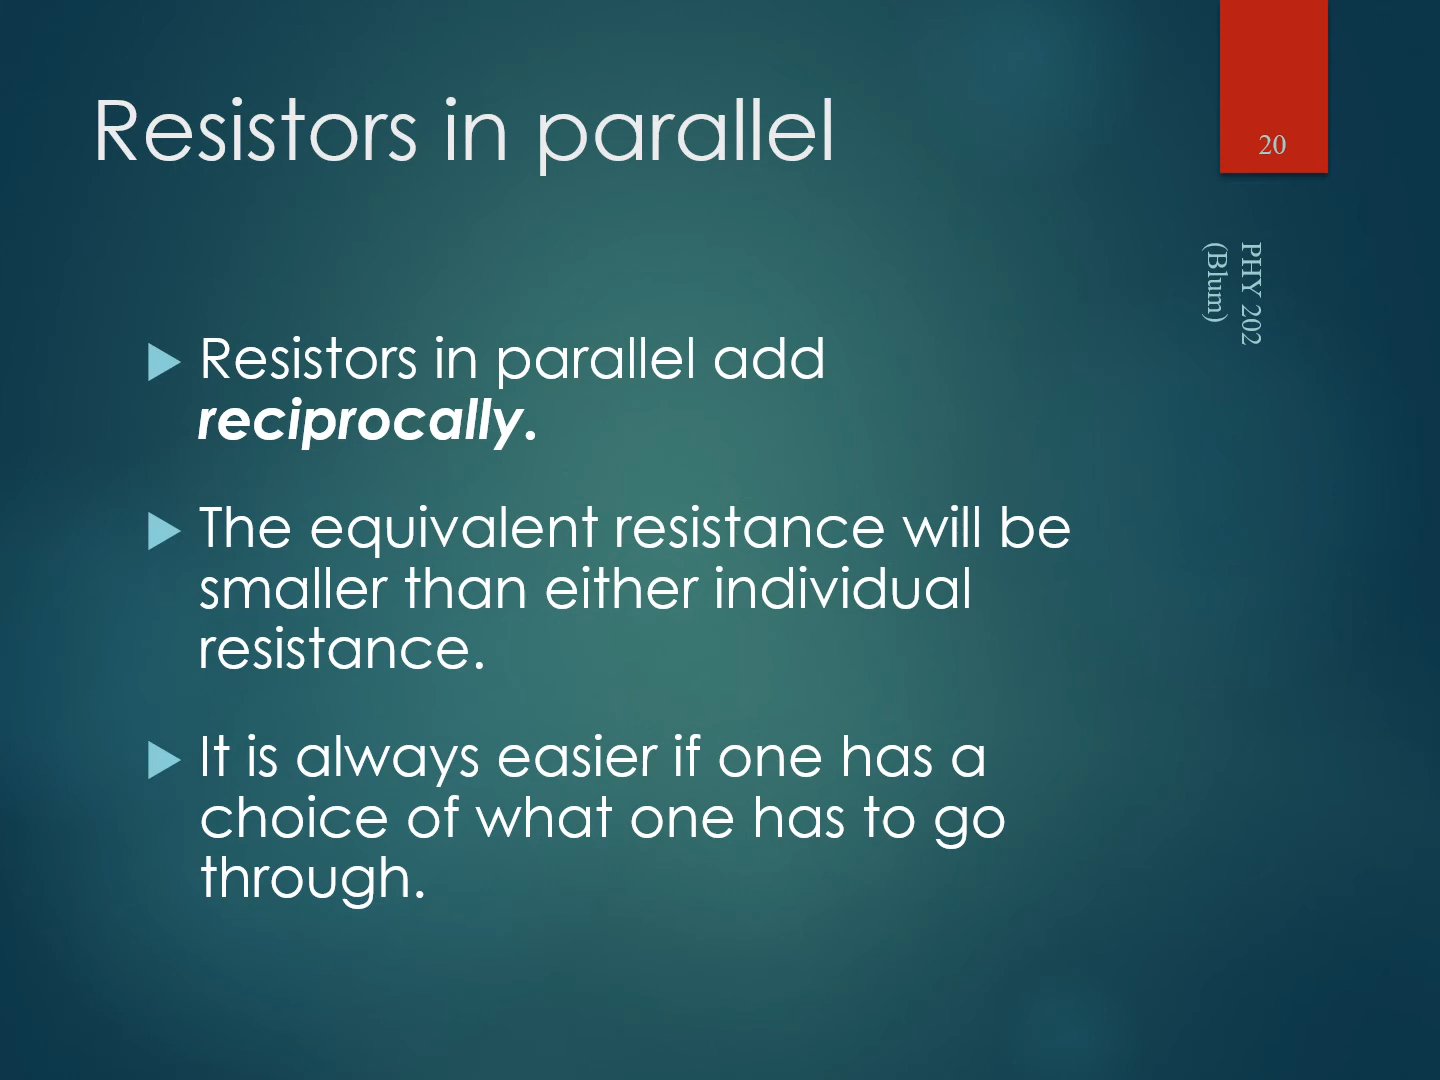 Resistors in parallel
20
PHY 202
(Blum)
Resistors in parallel add
reciprocally.
The equivalent resistance will be
smaller than either individual
resistance.
It is always easier if one has a
choice of what one has to go
through.